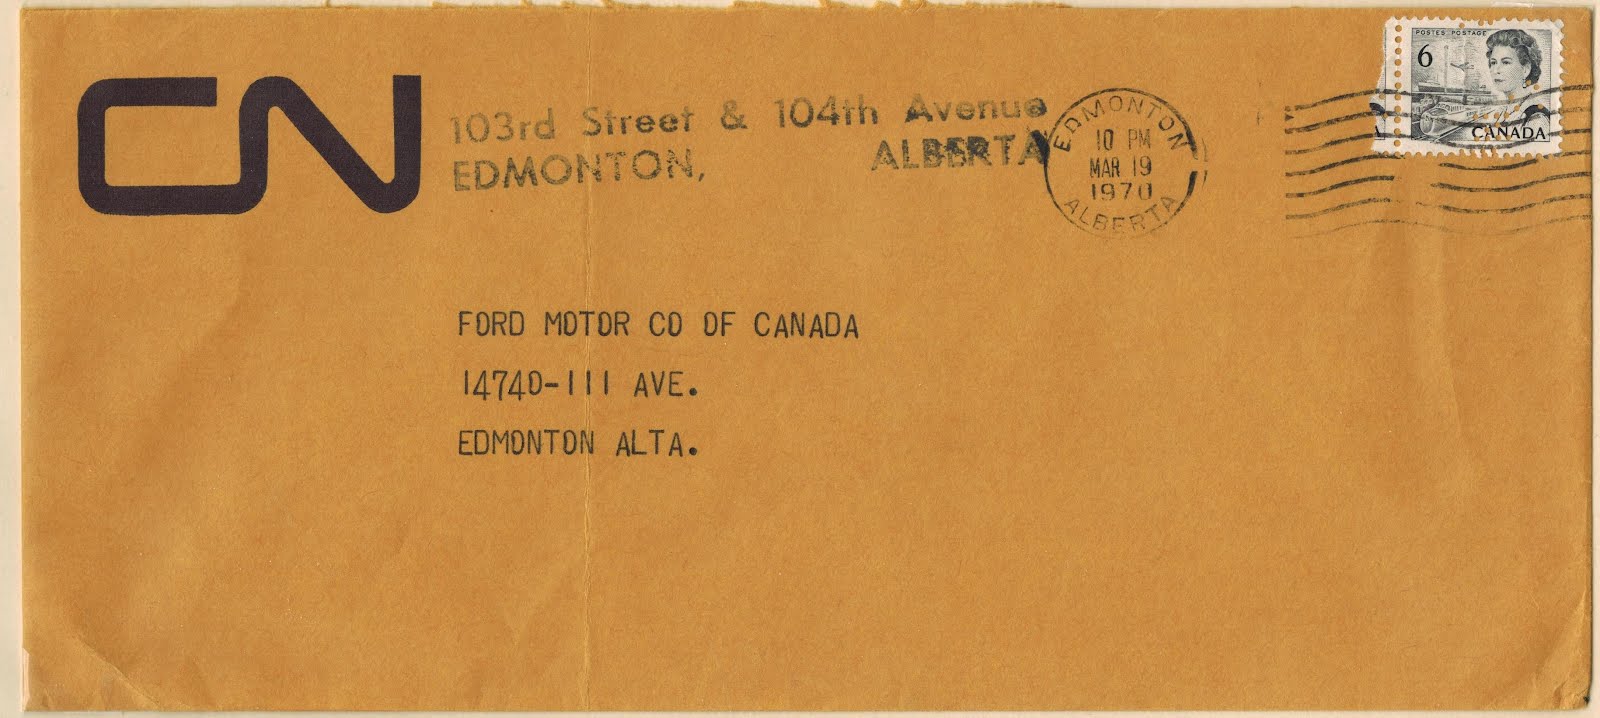 CN
103rd Street & 104th Avenue
EDMONTON, ALBERTA
EDMONTON
10 PM
MAR 19
1970
ALBERTA
POSTES POSTAGE
6
CANADA
A
FORD MOTOR CO OF CANADA
14740-111 AVE.
EDMONTON ALTA.